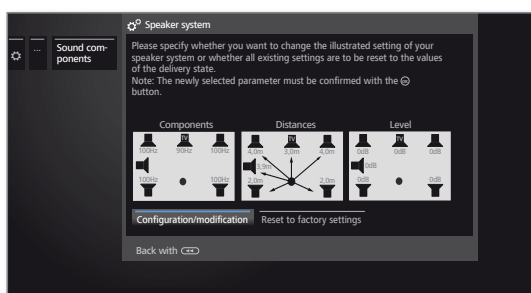 Speaker system
...
Sound com-
ponents
Please specify whether you want to change the illustrated setting of your
speaker system or whether all existing settings are to be reset to the values
of the delivery state.
Note: The newly selected parameter must be confirmed with the OK
button.
Components Distances Level
TV TV TV
100Hz 90Hz 100Hz 4,0m 3,0m 4,0m 0dB 0dB 0dB
3,9m 0dB
100Hz 100Hz 2,0m 2,0m 0dB 0dB
Configuration/modification Reset to factory settings
Back with